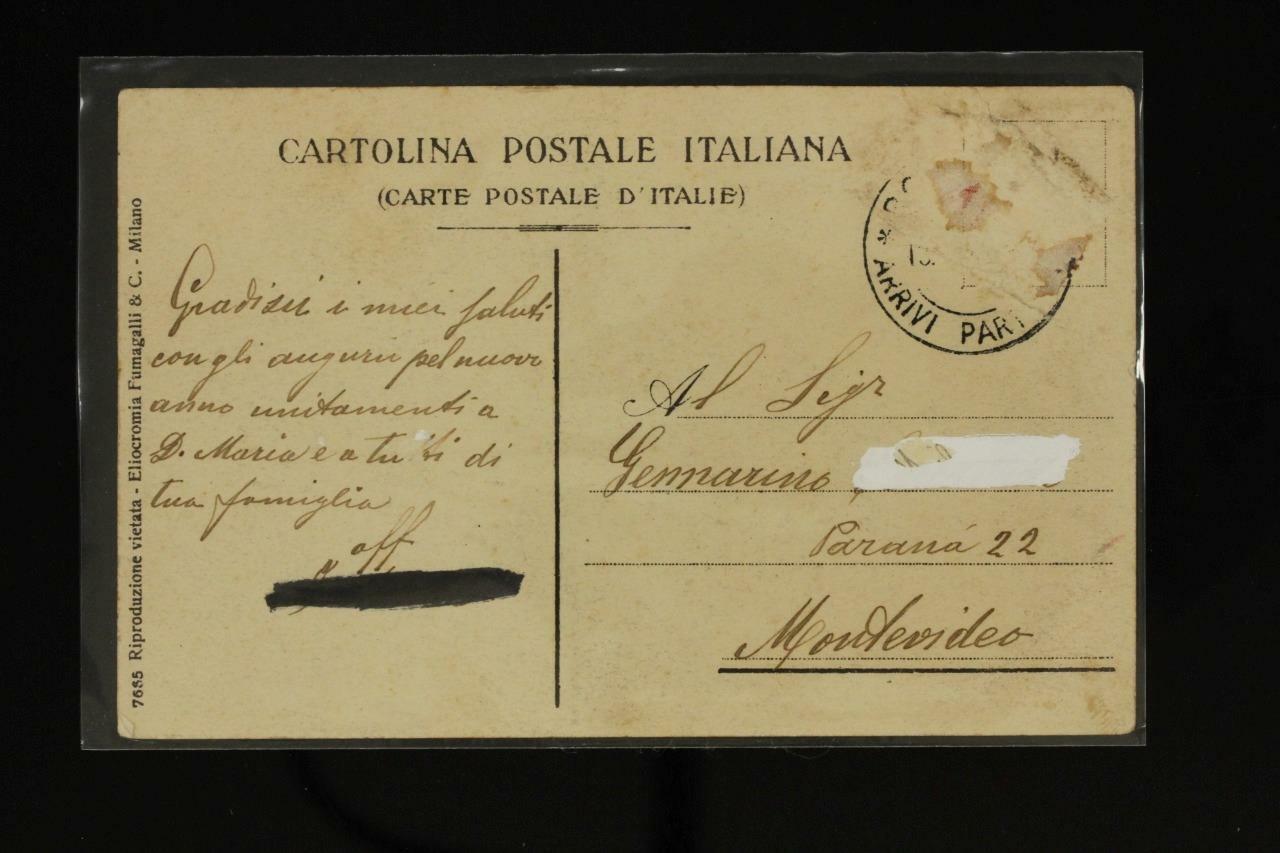 CARTOLINA POSTALE ITALIANA
(CARTE POSTALE D'ITALIE)
7655 Riproduzione vietata - Eliocromia Fumagalli & C. - Milano
Gradisci i miei saluti
con gli augurii pel nuovo
anno unitamenti a
D. Maria e a tutti di
tua famiglia
aff
* ARRIVI PART
Al Sigr
Gennarino
Paraná 22
Montevideo